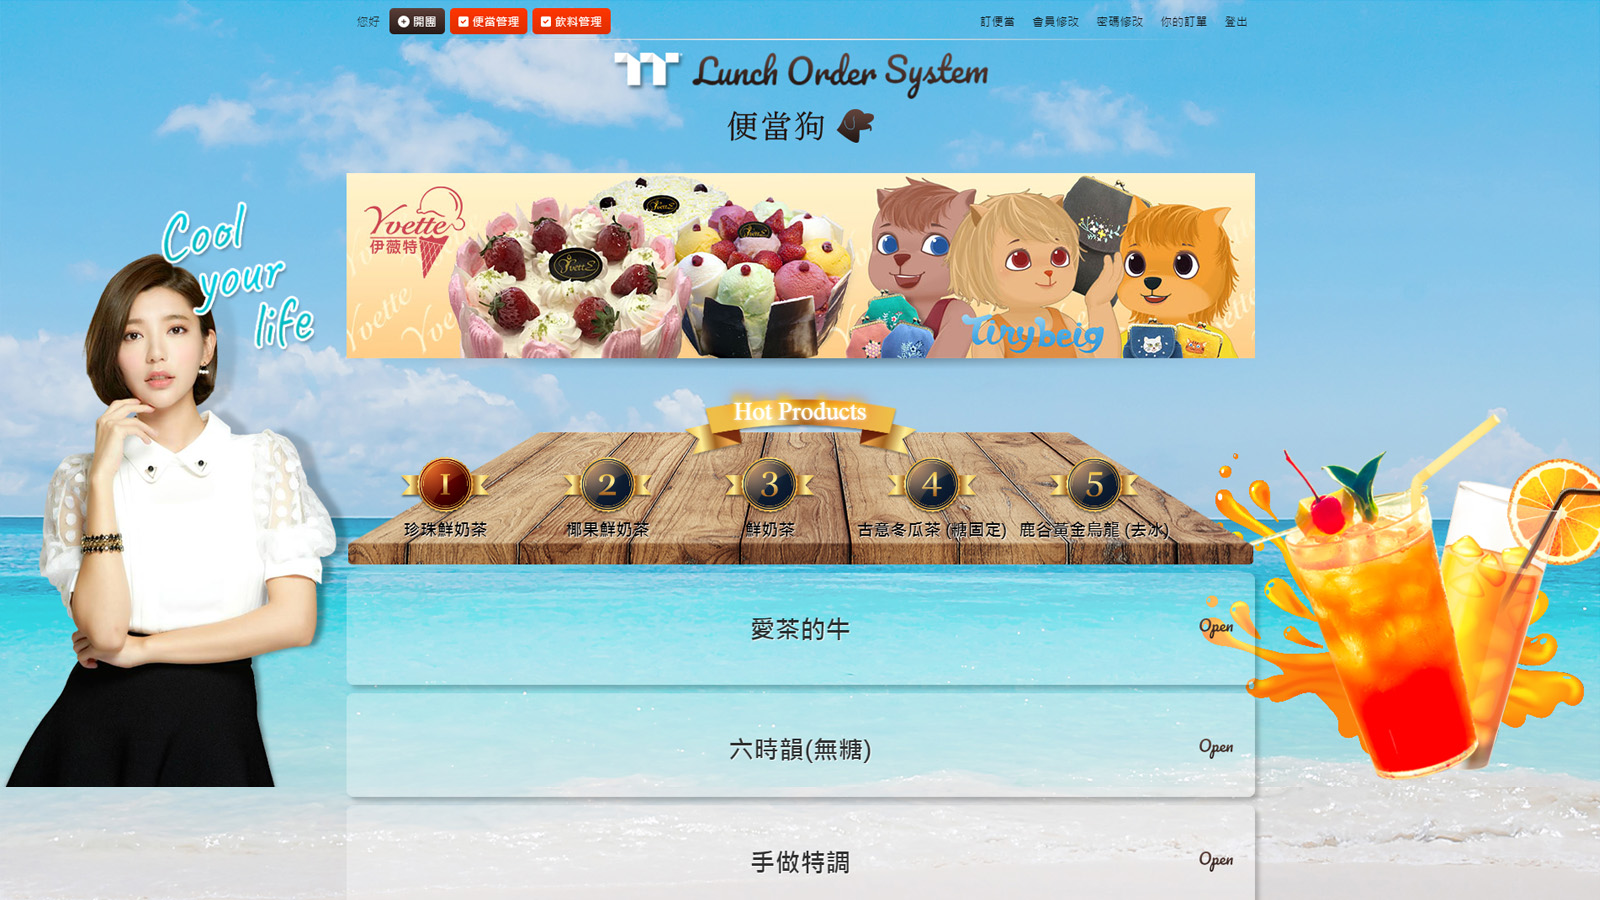 您好
開團
便當管理
飲料管理
訂便當
會員修改
密碼修改
你的訂單
登出
Lunch Order System
便當狗
Cool
your
life
Yvette
伊薇特
Yvette
Tinybeig
Hot Products
1
2
3
4
5
珍珠鮮奶茶
椰果鮮奶茶
鮮奶茶
古意冬瓜茶 (糖固定)
鹿谷黃金烏龍 (去冰)
愛茶的牛
Open
六時韻(無糖)
Open
手做特調
Open